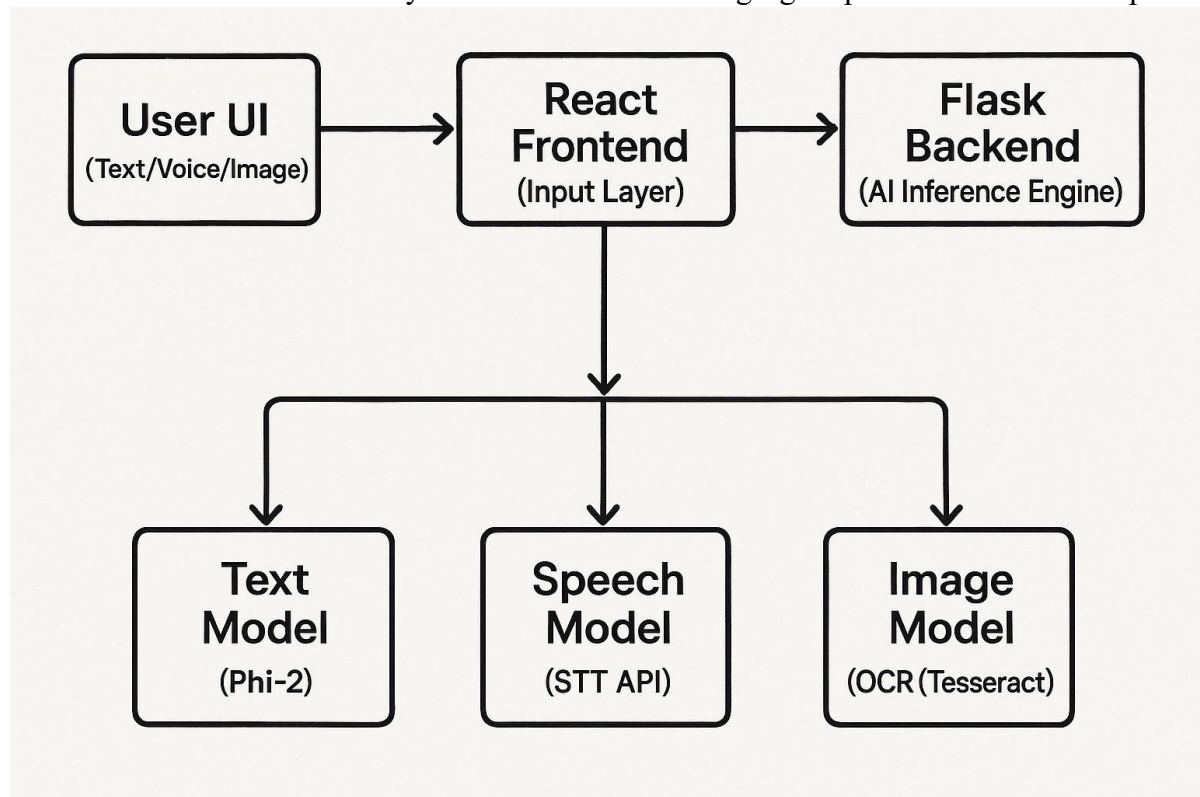 User UI
(Text/Voice/Image)
React
Frontend
(Input Layer)
Flask
Backend
(AI Inference Engine)
Text
Model
(Phi-2)
Speech
Model
(STT API)
Image
Model
(OCR (Tesseract)